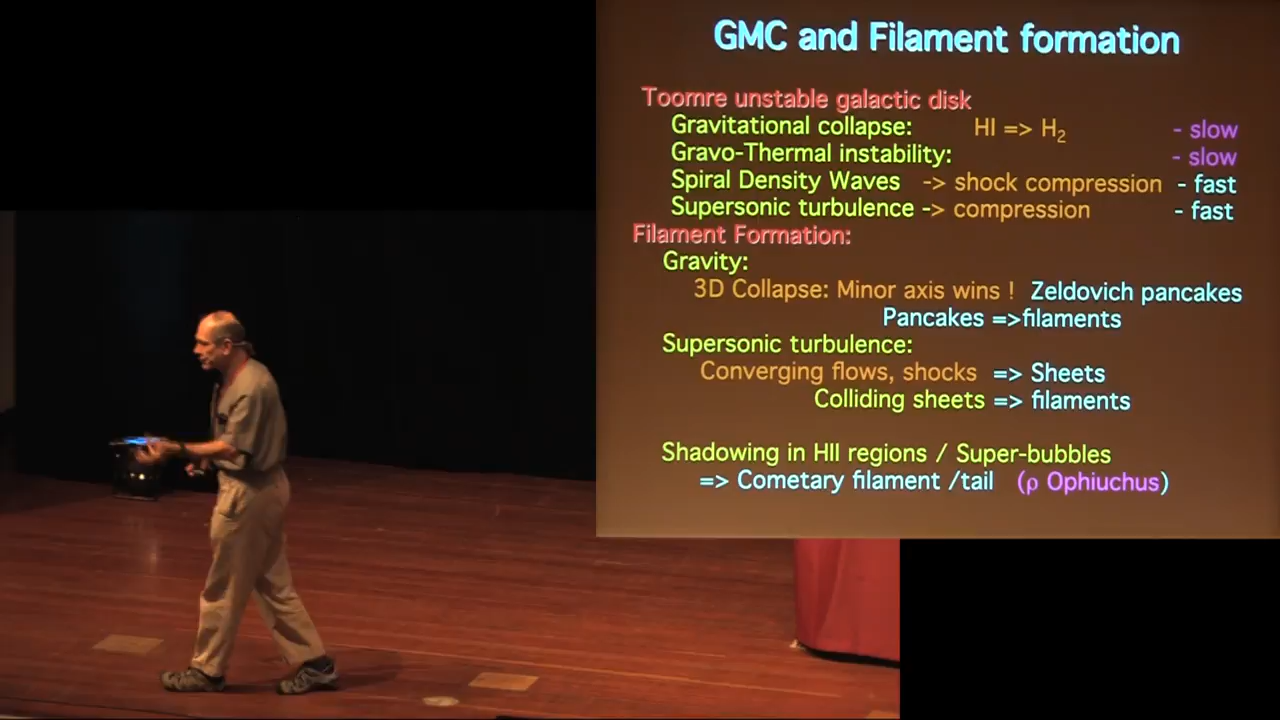 GMC and Filament formation
Toomre unstable galactic disk
Gravitational collapse: HI => H₂ - slow
Gravo-Thermal instability: - slow
Spiral Density Waves -> shock compression - fast
Supersonic turbulence -> compression - fast
Filament Formation:
Gravity:
3D Collapse: Minor axis wins ! Zeldovich pancakes
Pancakes =>filaments
Supersonic turbulence:
Converging flows, shocks => Sheets
Colliding sheets => filaments
Shadowing in HII regions / Super-bubbles
=> Cometary filament /tail (ρ Ophiuchus)